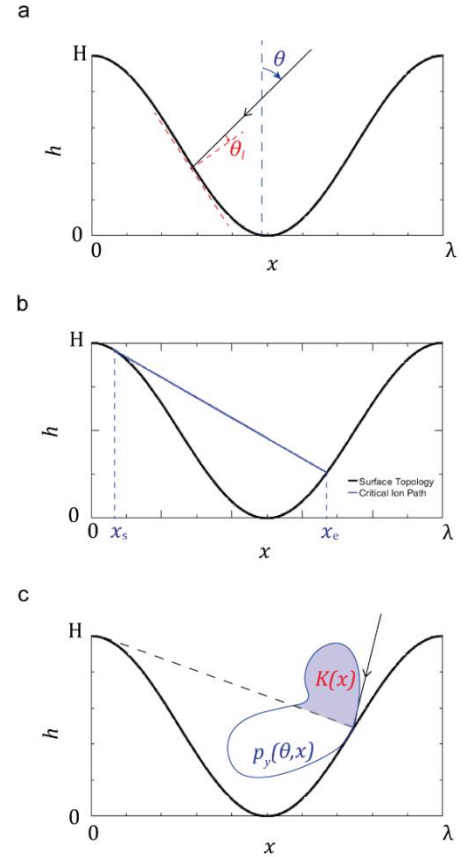 a
H
θ
h
θl
0
0
x
λ
b
H
h
Surface Topology
Critical Ion Path
0
0
xs
x
xe
λ
c
H
K(x)
h
py(θ,x)
0
0
x
λ